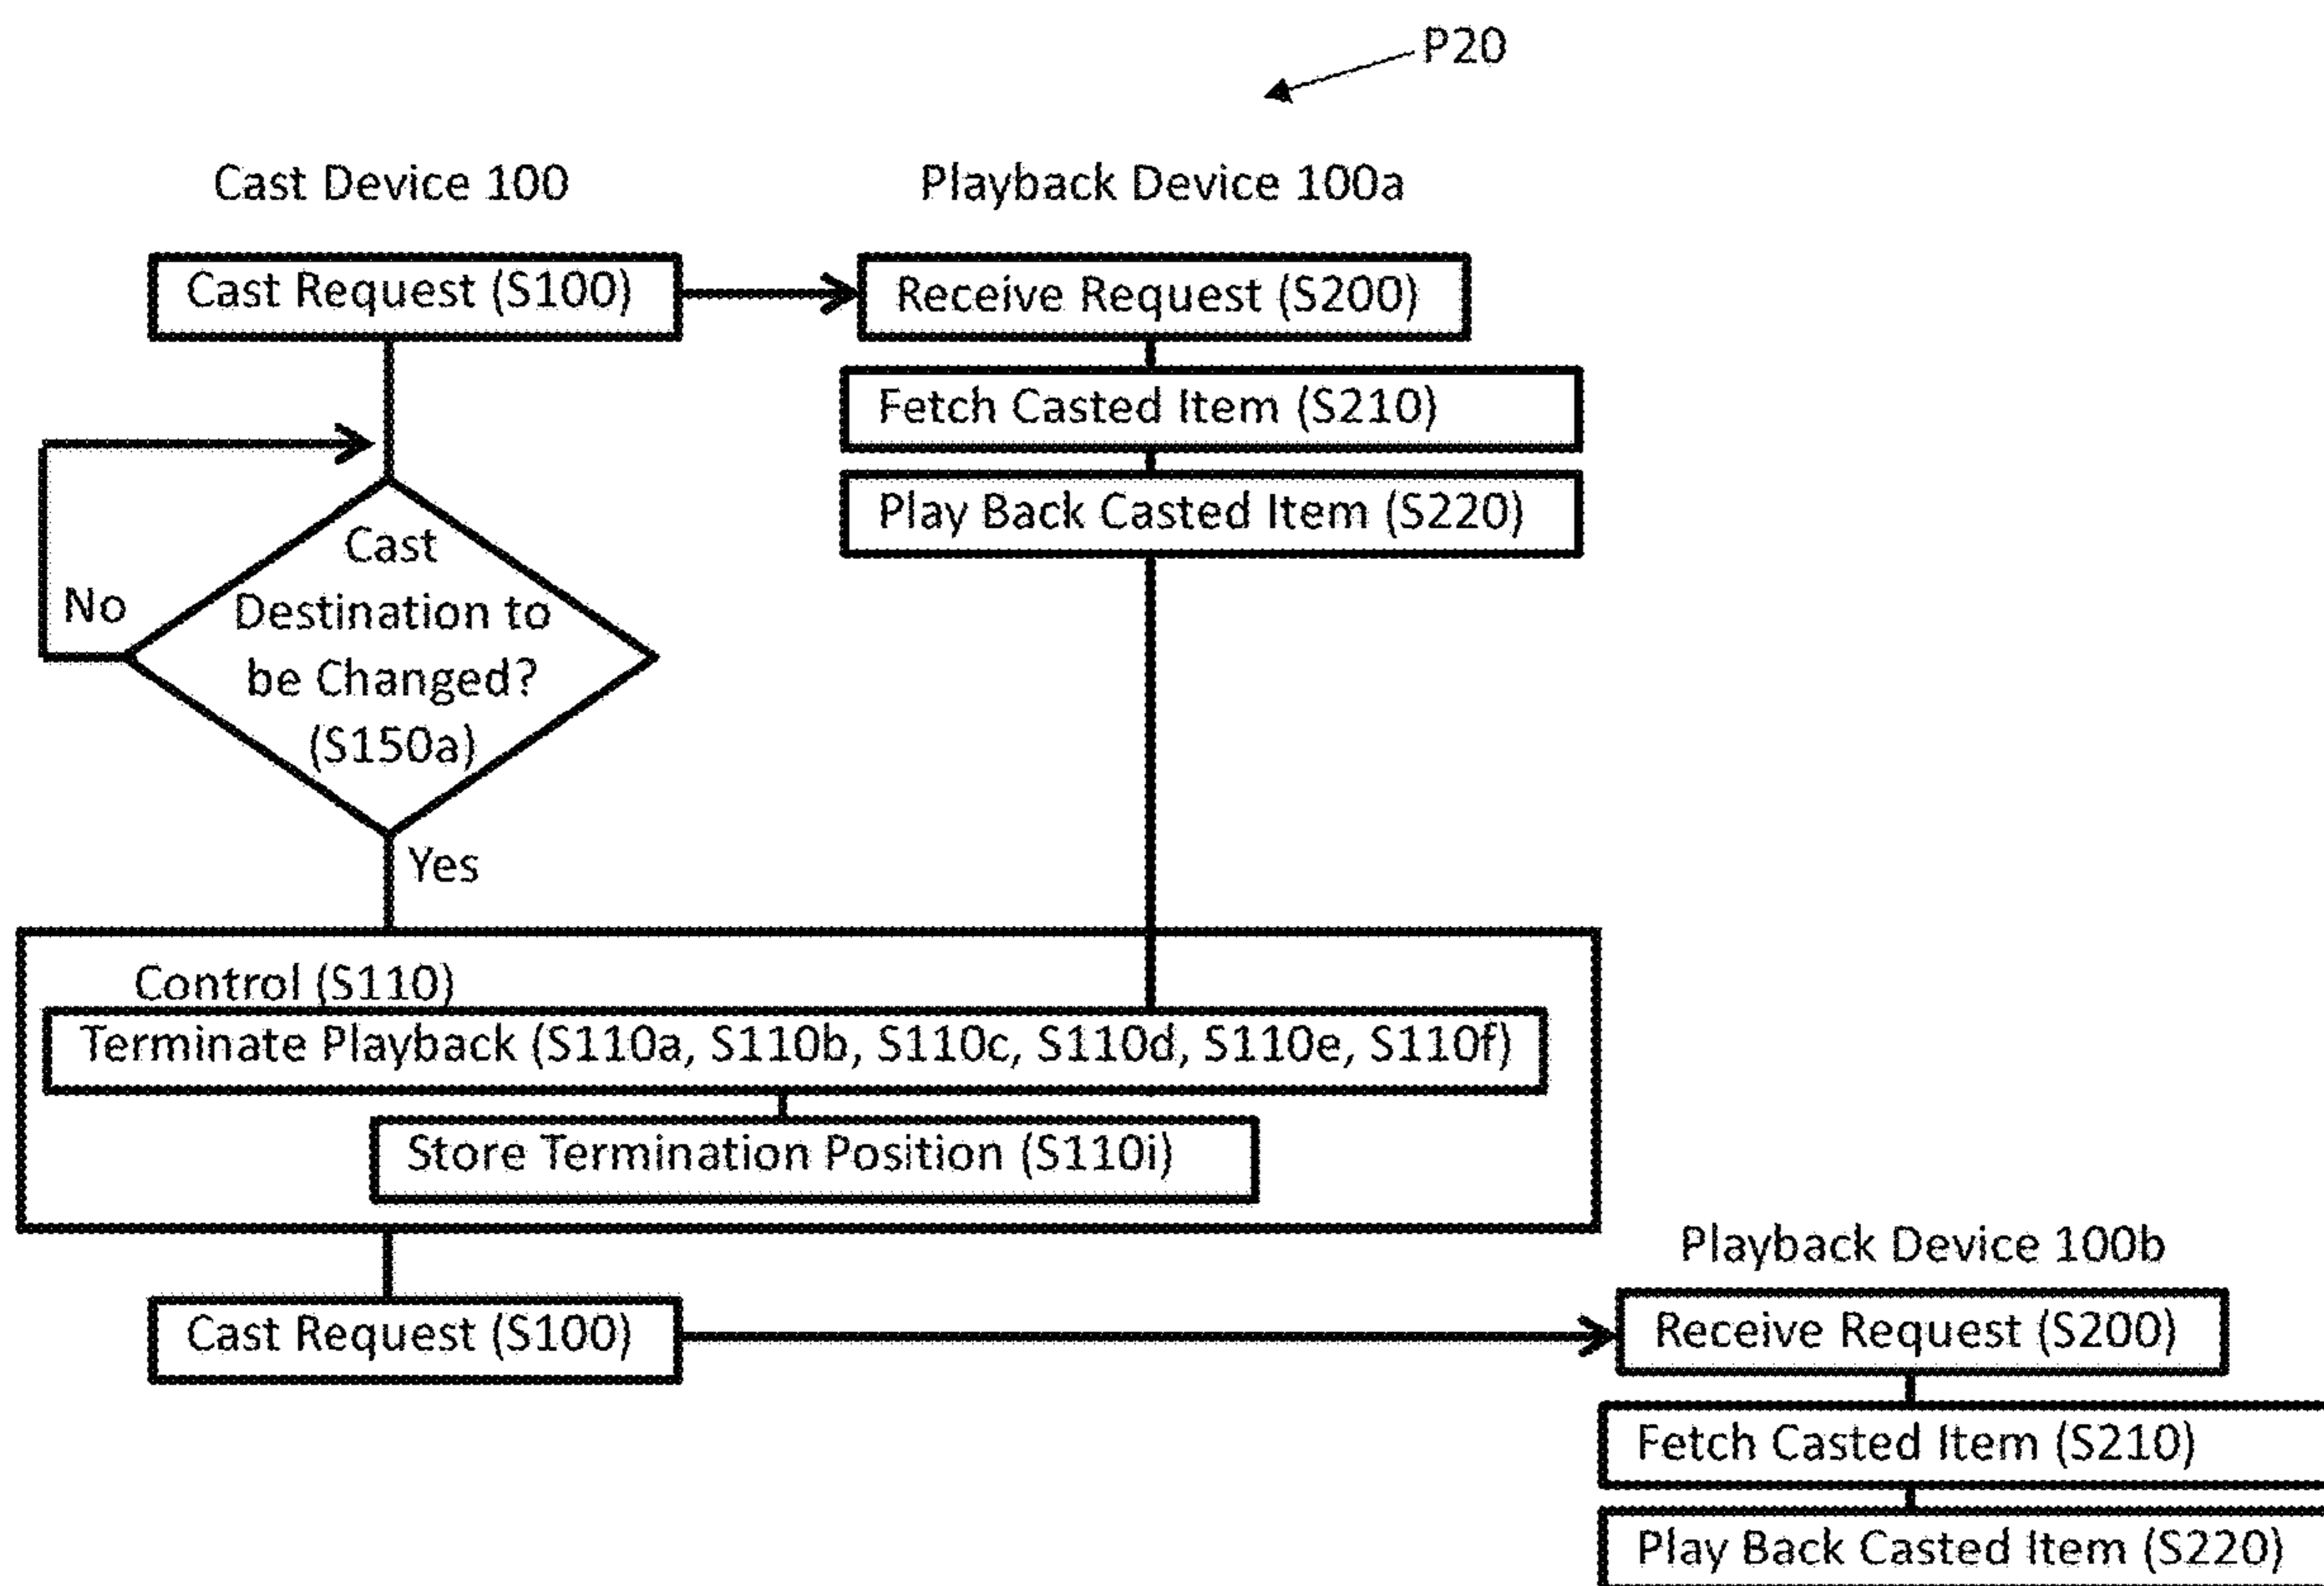 P20
Cast Device 100
Playback Device 100a
Cast Request (S100)
Receive Request (S200)
Fetch Casted Item (S210)
Play Back Casted Item (S220)
Cast
Destination to
be Changed?
(S150a)
No
Yes
Control (S110)
Terminate Playback (S110a, S110b, S110c, S110d, S110e, S110f)
Store Termination Position (S110i)
Playback Device 100b
Cast Request (S100)
Receive Request (S200)
Fetch Casted Item (S210)
Play Back Casted Item (S220)